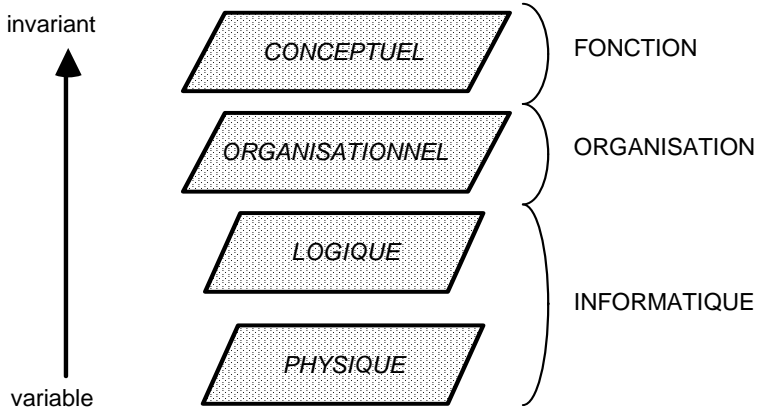 invariant
CONCEPTUEL
FONCTION
ORGANISATIONNEL
ORGANISATION
LOGIQUE
INFORMATIQUE
PHYSIQUE
variable